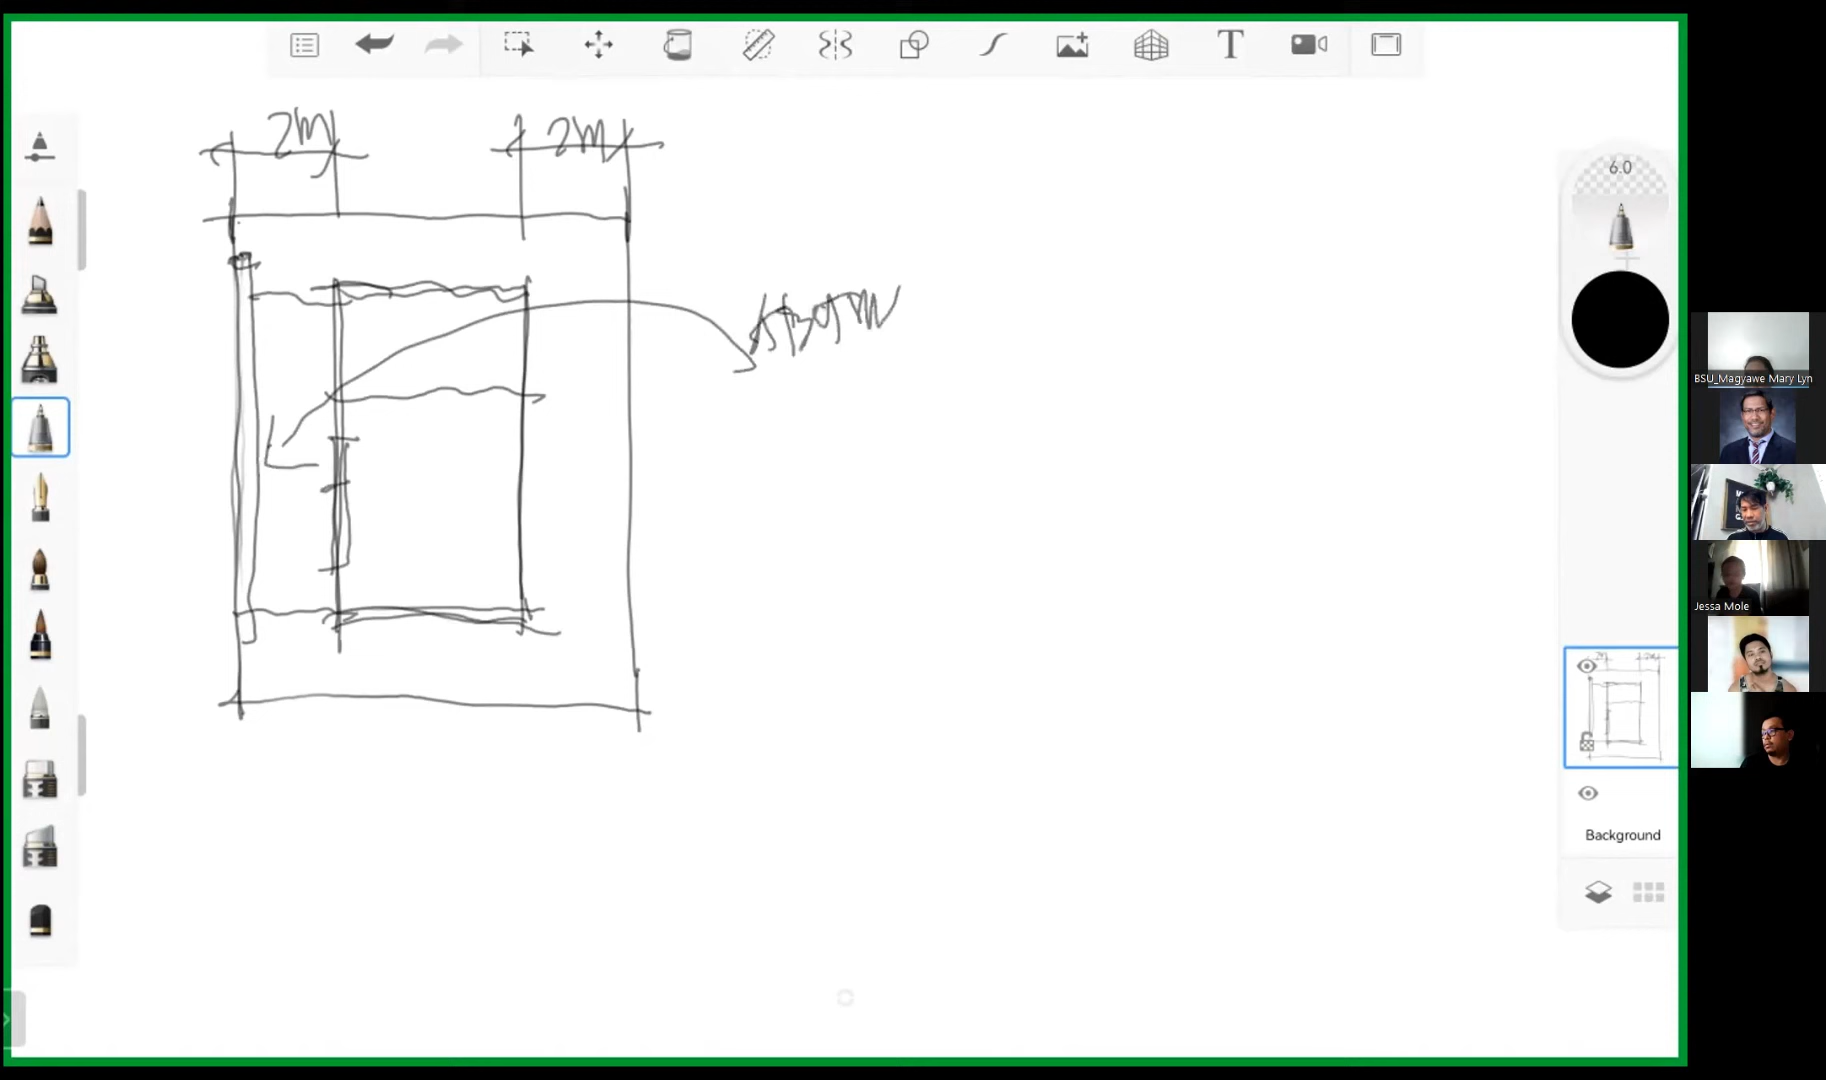 2m
2m
6.0
BSU_Magyawe Mary Lyn
Jessa Mole
Background